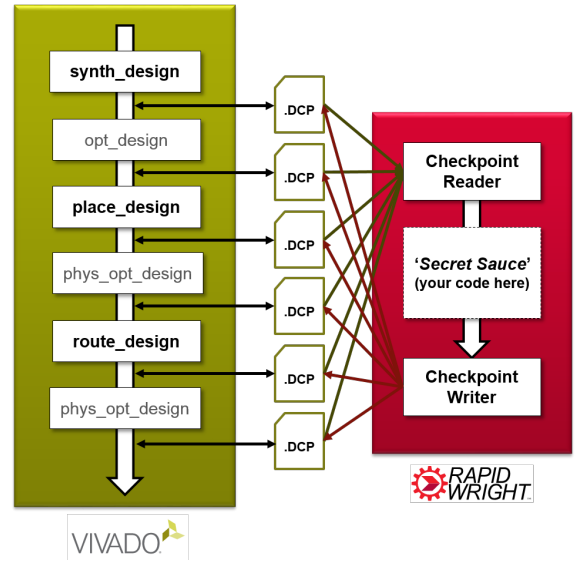 synth_design
.DCP
opt_design
.DCP
place_design
.DCP
phys_opt_design
.DCP
route_design
.DCP
phys_opt_design
.DCP
Checkpoint
Reader
‘Secret Sauce’
(your code here)
Checkpoint
Writer
VIVADO.
RAPID
WRIGHT™